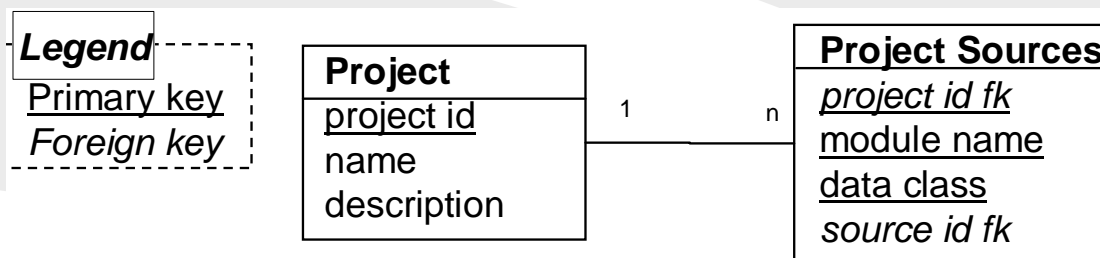 Legend
Primary key
Foreign key
Project
project id
name
description
1
n
Project Sources
project id fk
module name
data class
source id fk